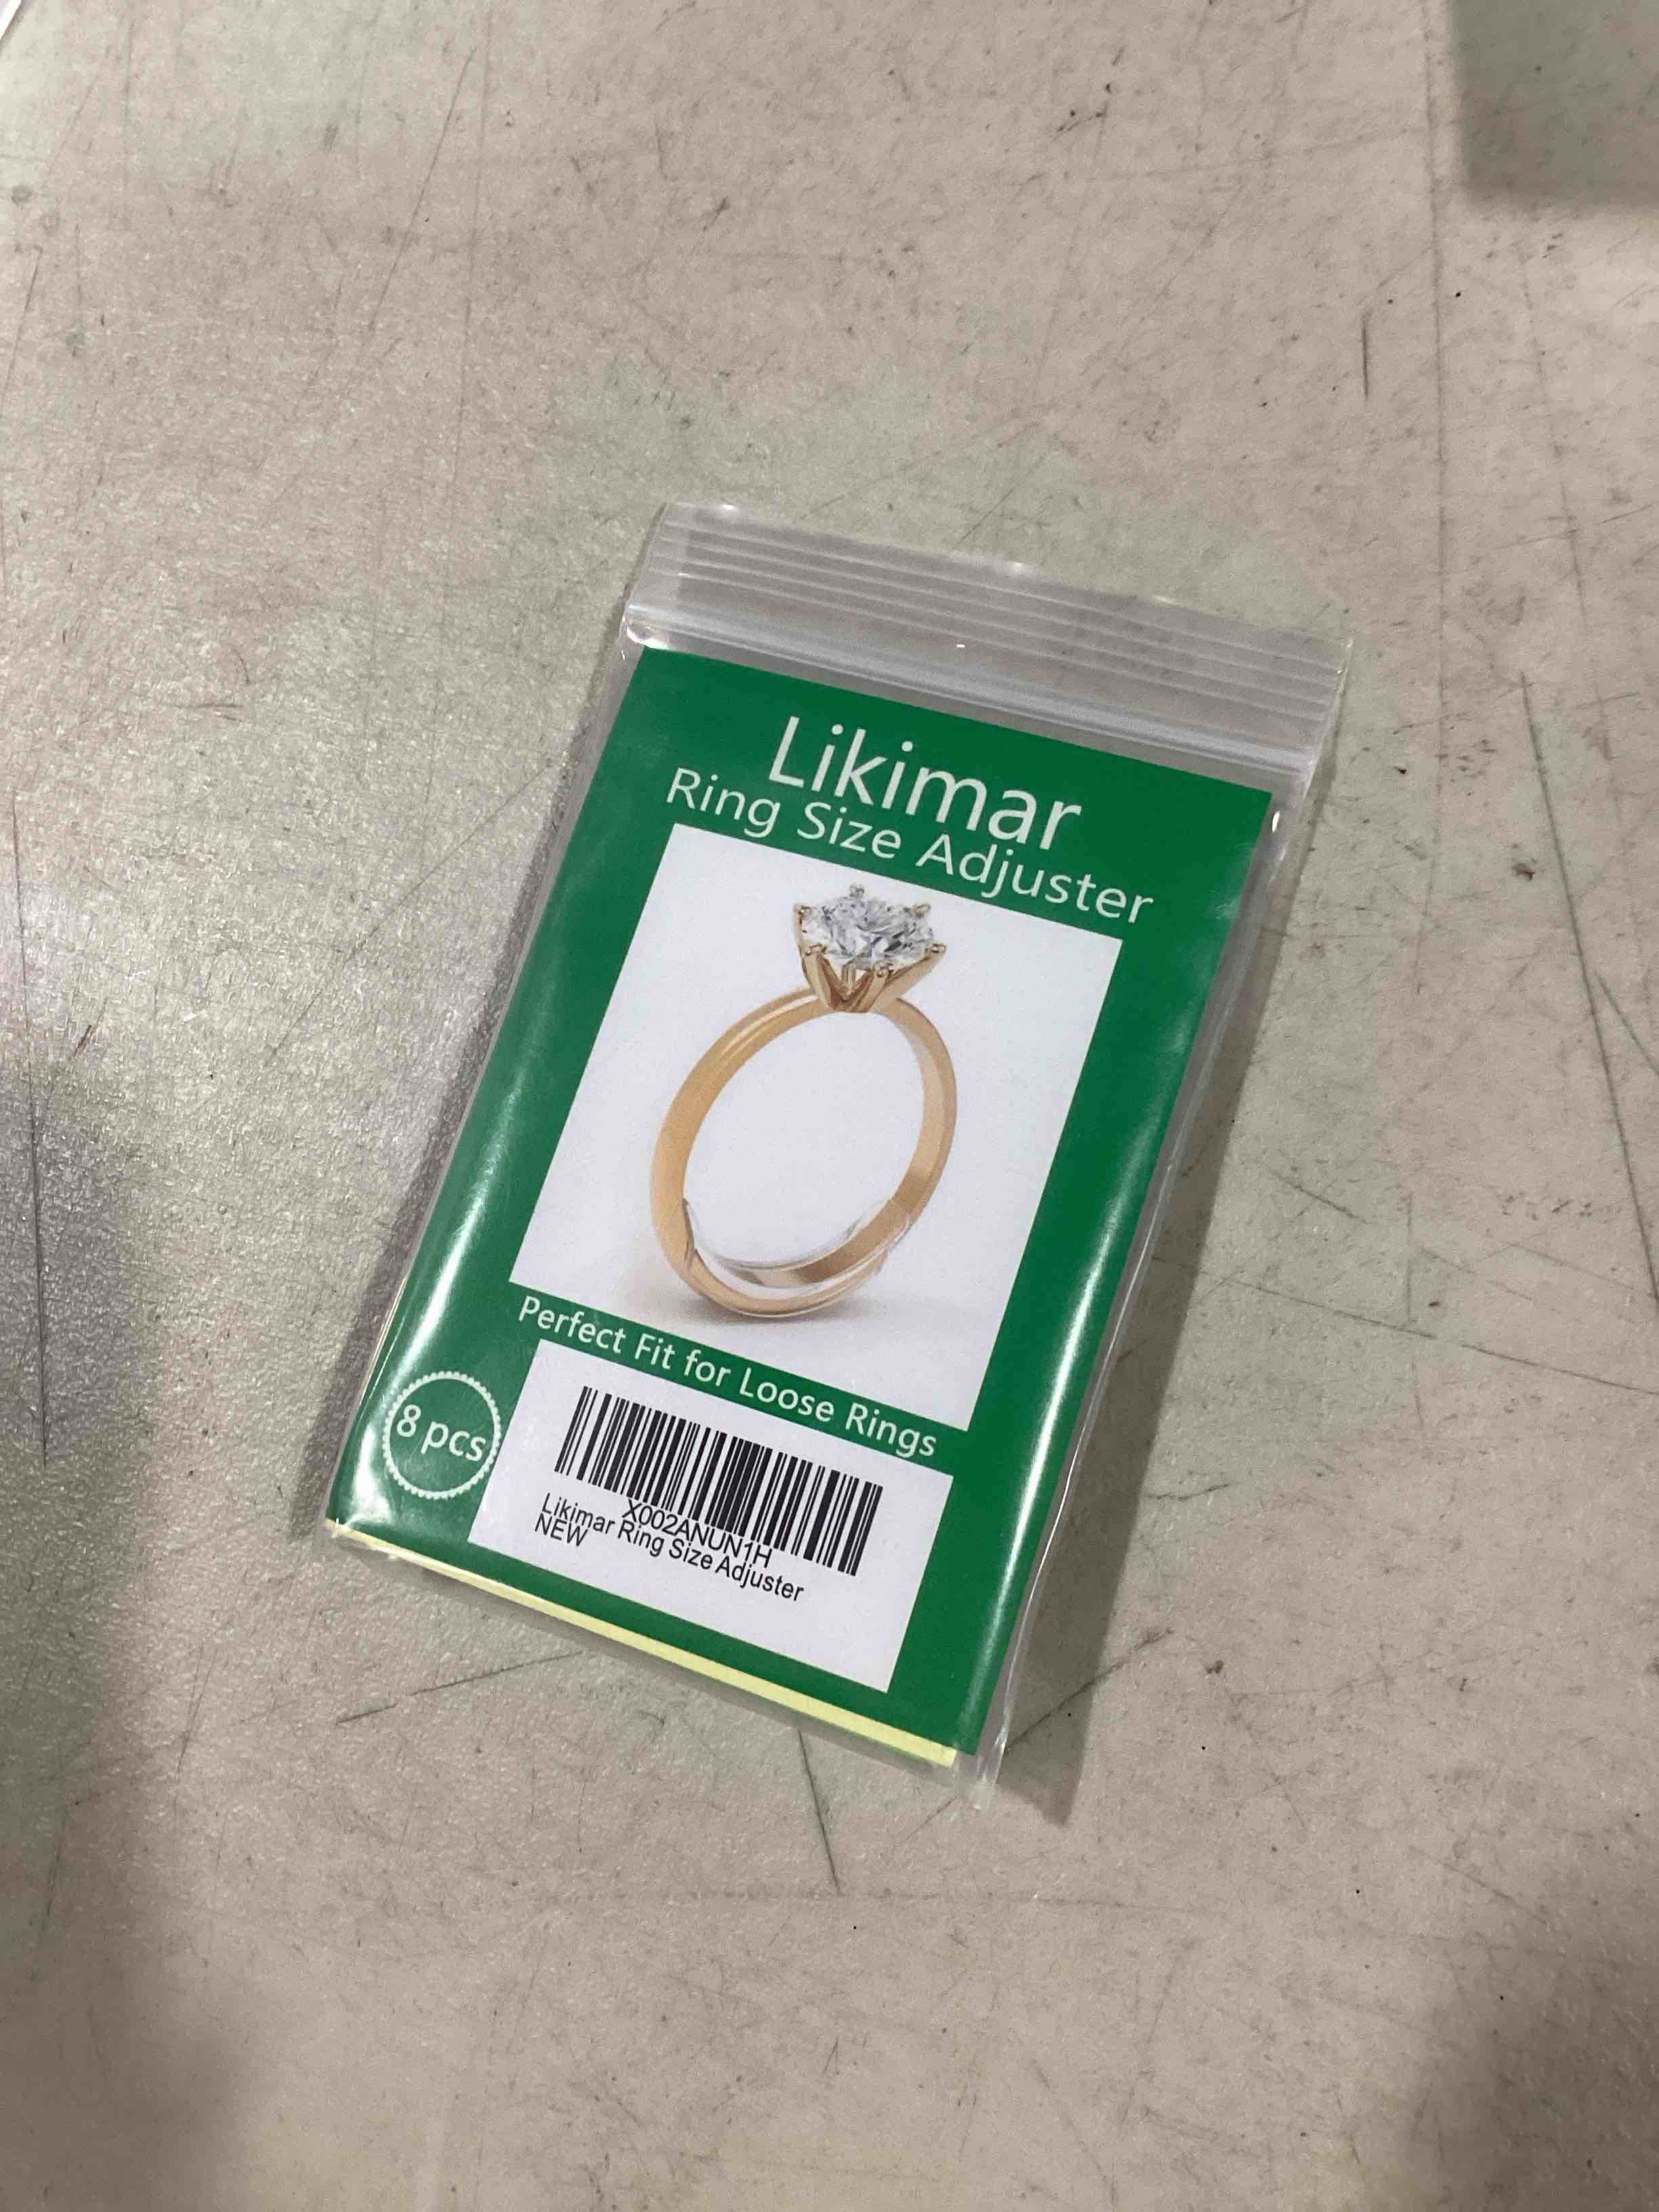 Likimar
Ring Size Adjuster
Perfect Fit for Loose Rings
8 pcs
X002ANUN1H
Likimar Ring Size Adjuster
NEW